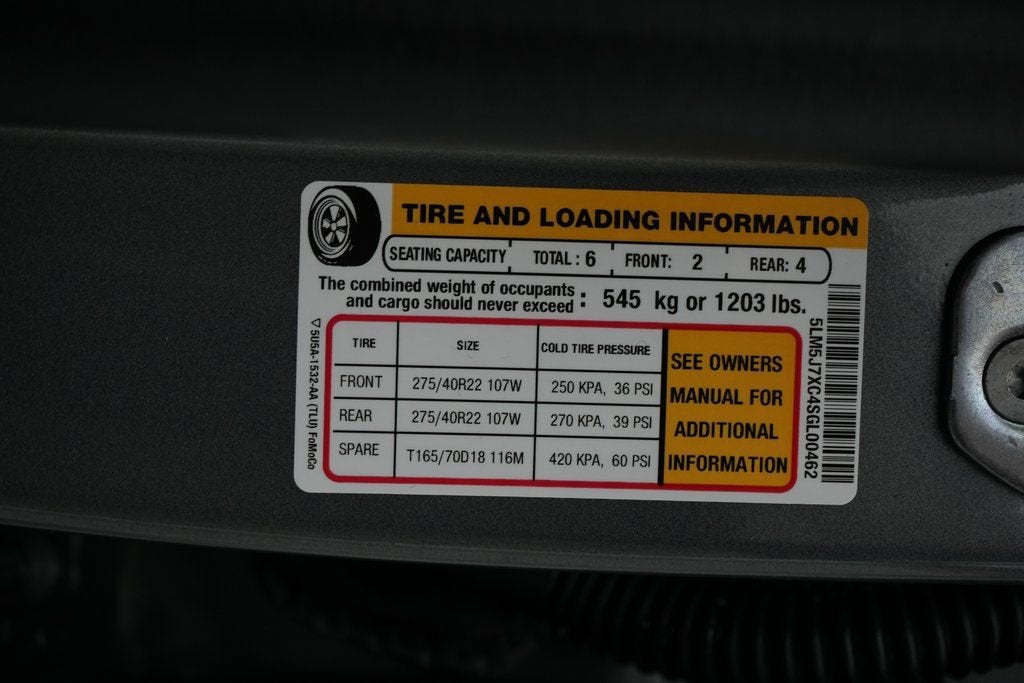 TIRE AND LOADING INFORMATION
SEATING CAPACITY TOTAL : 6 FRONT: 2 REAR: 4
The combined weight of occupants
and cargo should never exceed : 545 kg or 1203 lbs.
TIRE SIZE COLD TIRE PRESSURE
FRONT 275/40R22 107W 250 KPA, 36 PSI
REAR 275/40R22 107W 270 KPA, 39 PSI
SPARE T165/70D18 116M 420 KPA, 60 PSI
SEE OWNERS
MANUAL FOR
ADDITIONAL
INFORMATION
5U5A-1532-AA (TLU) FoMoCo
5LM5J7XC4SGL00462